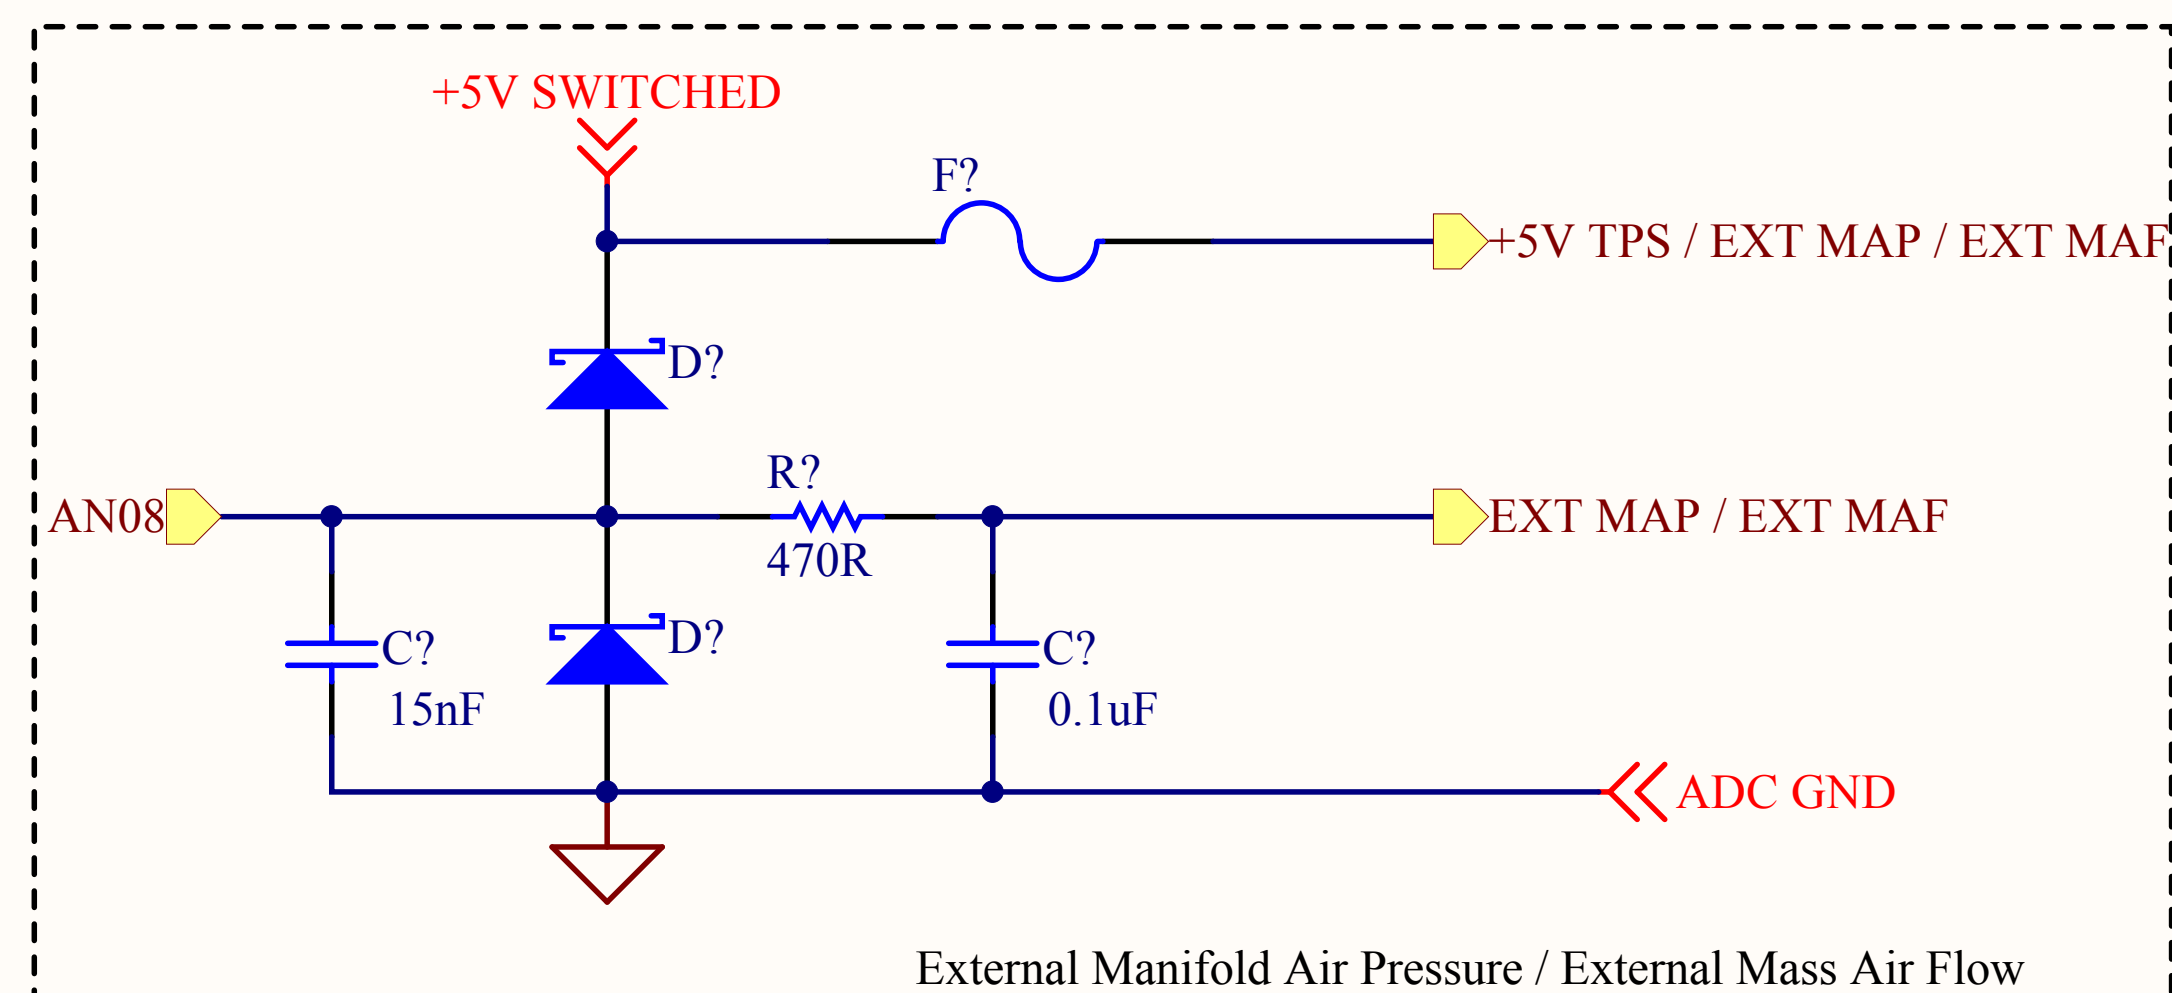 +5V SWITCHED
F?
+5V TPS / EXT MAP / EXT MAF
D?
R?
AN08
EXT MAP / EXT MAF
470R
D?
C?
C?
15nF
0.1uF
ADC GND
External Manifold Air Pressure / External Mass Air Flow